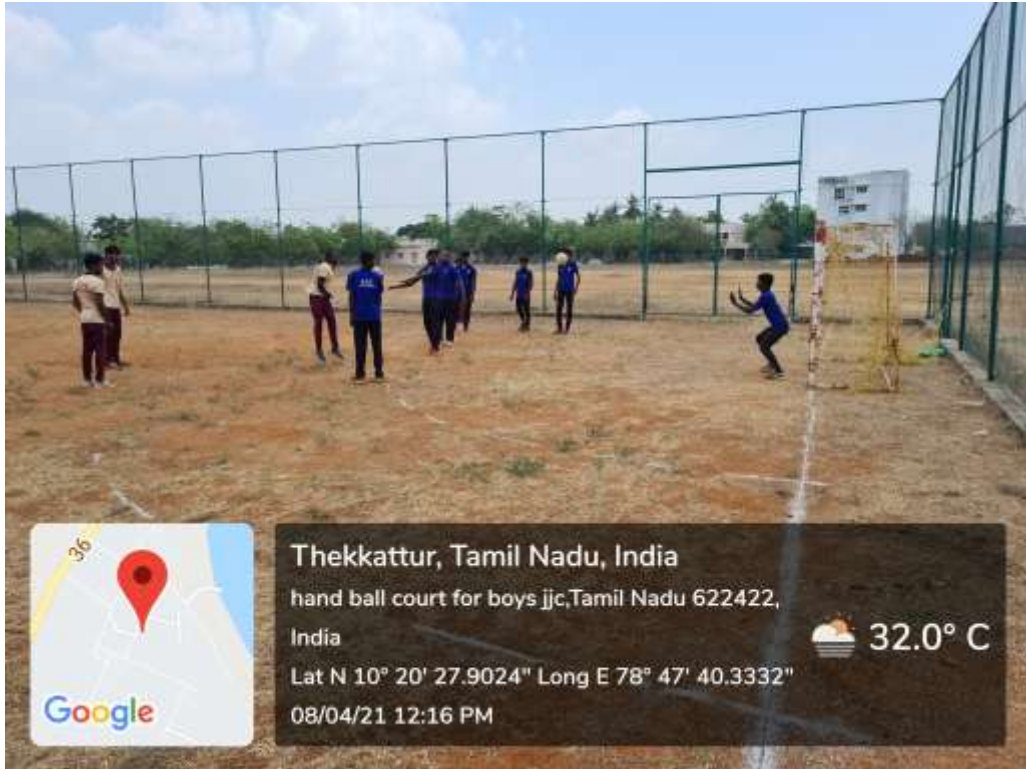 36
Google
Thekkattur, Tamil Nadu, India
hand ball court for boys jjc,Tamil Nadu 622422,
India
32.0° C
Lat N 10° 20' 27.9024" Long E 78° 47' 40.3332"
08/04/21 12:16 PM